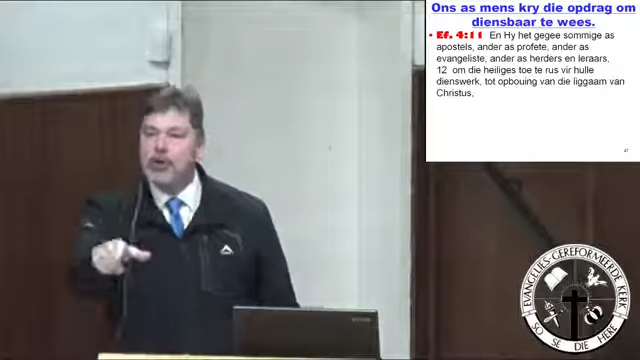 Ons as mens kry die opdrag om
diensbaar te wees.
• Ef. 4:11 En Hy het gegee sommige as
apostels, ander as profete, ander as
evangeliste, ander as herders en leraars,
12 om die heiliges toe te rus vir hulle
dienswerk, tot opbouing van die liggaam van
Christus,
47
EVANGELIES-GEREFORMEERDE KERK
SO SÊ DIE HERE